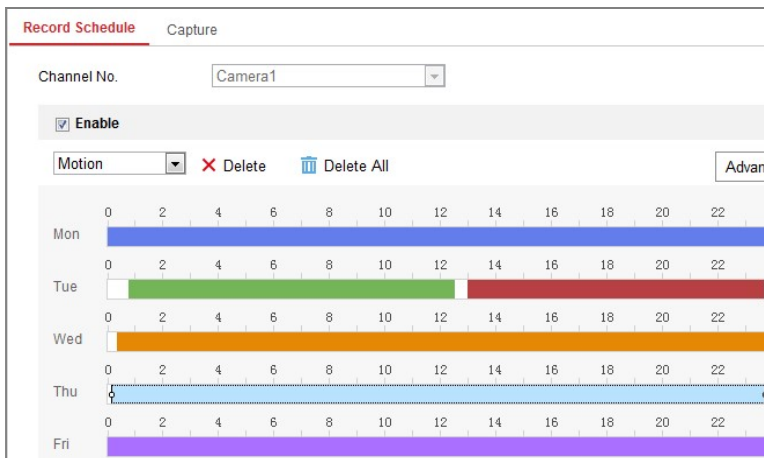 Record Schedule Capture
Channel No. Camera1
Enable
Motion Delete Delete All Advan
0 2 4 6 8 10 12 14 16 18 20 22
Mon
0 2 4 6 8 10 12 14 16 18 20 22
Tue
0 2 4 6 8 10 12 14 16 18 20 22
Wed
0 2 4 6 8 10 12 14 16 18 20 22
Thu
0 2 4 6 8 10 12 14 16 18 20 22
Fri